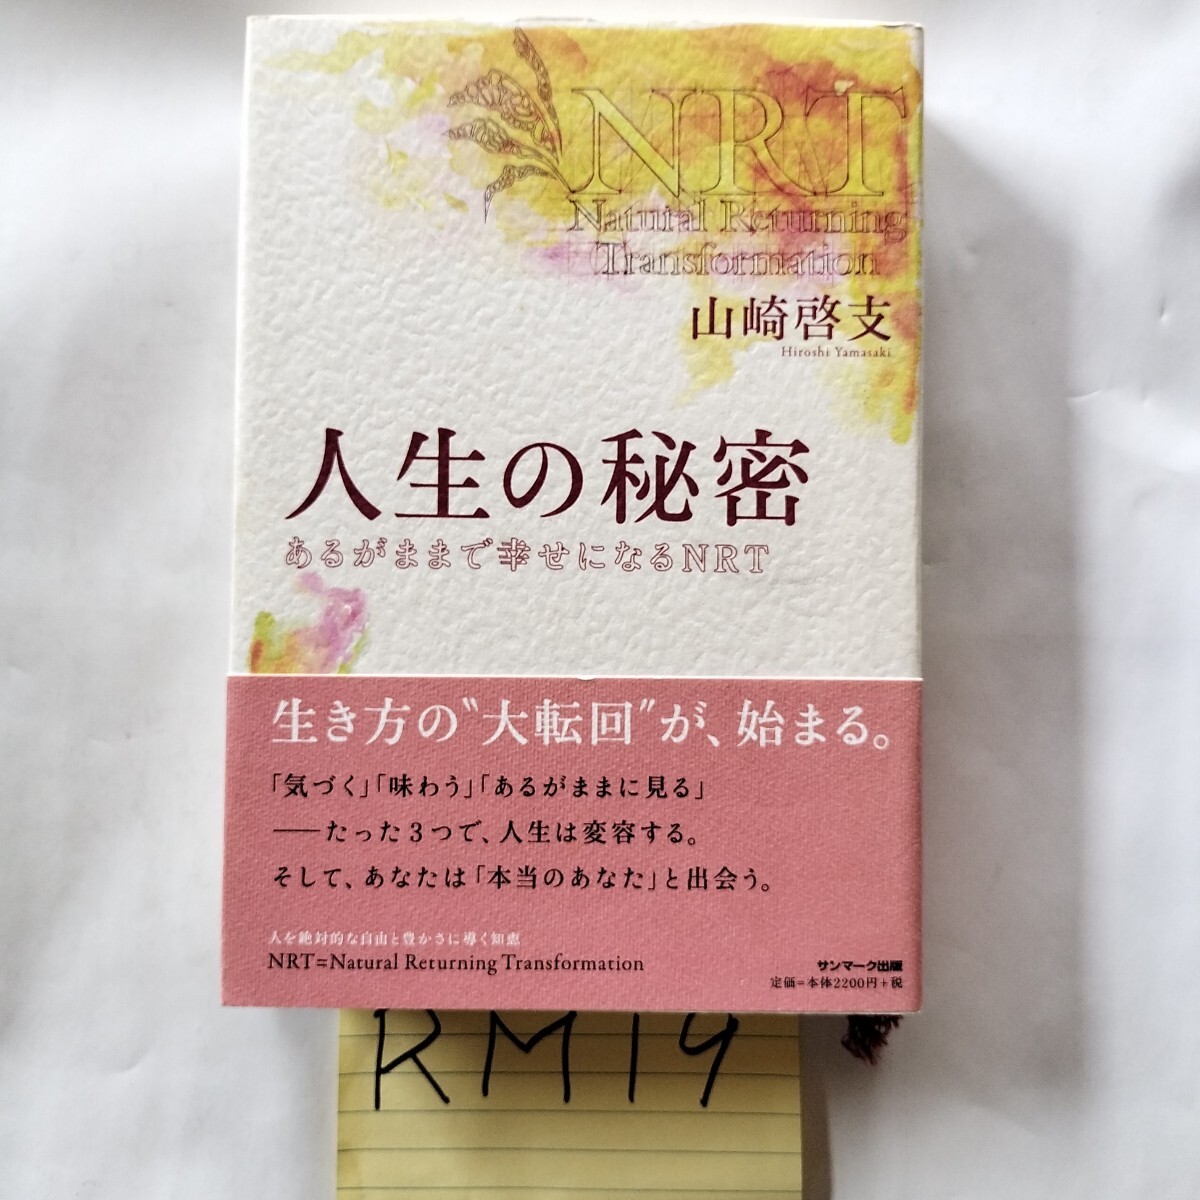 NRT
Natural Returning
Transformation
山崎啓支
Hiroshi Yamasaki
人生の秘密
あるがままで幸せになるNRT
生き方の“大転回”が、始まる。
「気づく」「味わう」「あるがままに見る」
――たった3つで、人生は変容する。
そして、あなたは「本当のあなた」と出会う。
人を絶対的な自由と豊かさに導く知恵
NRT=Natural Returning Transformation
サンマーク出版
定価=本体2200円+税
RM19